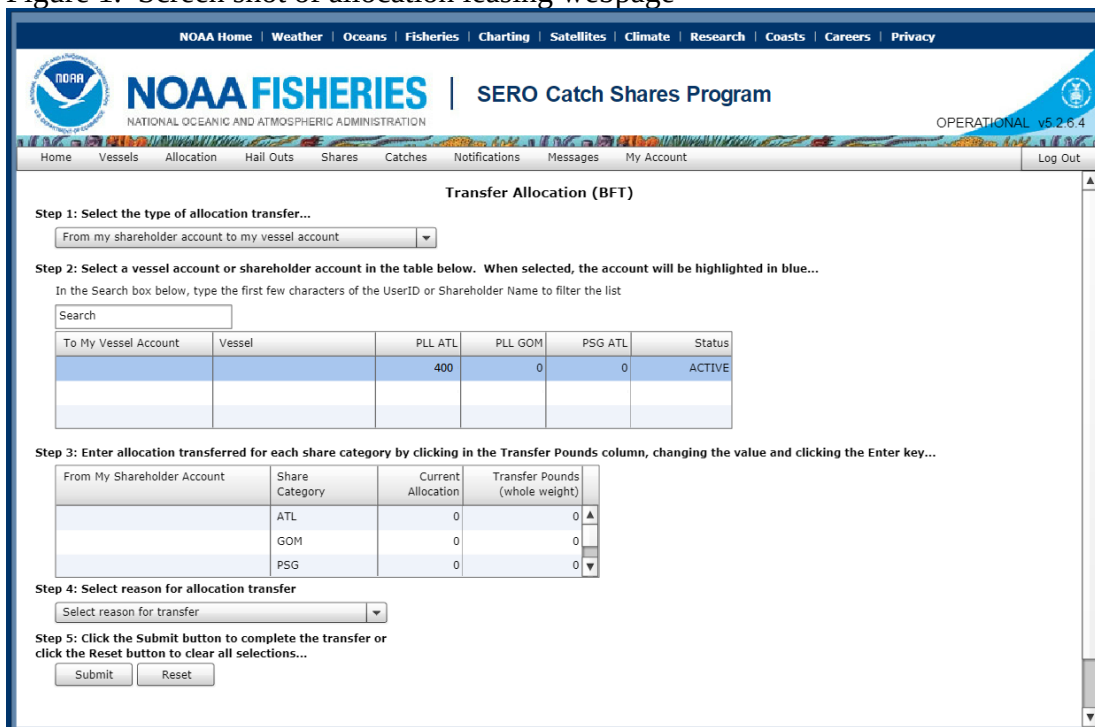 Figure 1. Screen shot of allocation leasing webpage
NOAA Home | Weather | Oceans | Fisheries | Charting | Satellites | Climate | Research | Coasts | Careers | Privacy
NOAA
NOAA FISHERIES | SERO Catch Shares Program
NATIONAL OCEANIC AND ATMOSPHERIC ADMINISTRATION
OPERATIONAL v5.2.6.4
Home Vessels Allocation Hail Outs Shares Catches Notifications Messages My Account Log Out
Transfer Allocation (BFT)
Step 1: Select the type of allocation transfer...
From my shareholder account to my vessel account
Step 2: Select a vessel account or shareholder account in the table below. When selected, the account will be highlighted in blue...
In the Search box below, type the first few characters of the UserID or Shareholder Name to filter the list
Search
To My Vessel Account Vessel PLL ATL PLL GOM PSG ATL Status
400 0 0 ACTIVE
Step 3: Enter allocation transferred for each share category by clicking in the Transfer Pounds column, changing the value and clicking the Enter key...
From My Shareholder Account Share Category Current Allocation Transfer Pounds (whole weight)
ATL 0 0
GOM 0 0
PSG 0 0
Step 4: Select reason for allocation transfer
Select reason for transfer
Step 5: Click the Submit button to complete the transfer or
click the Reset button to clear all selections...
Submit Reset